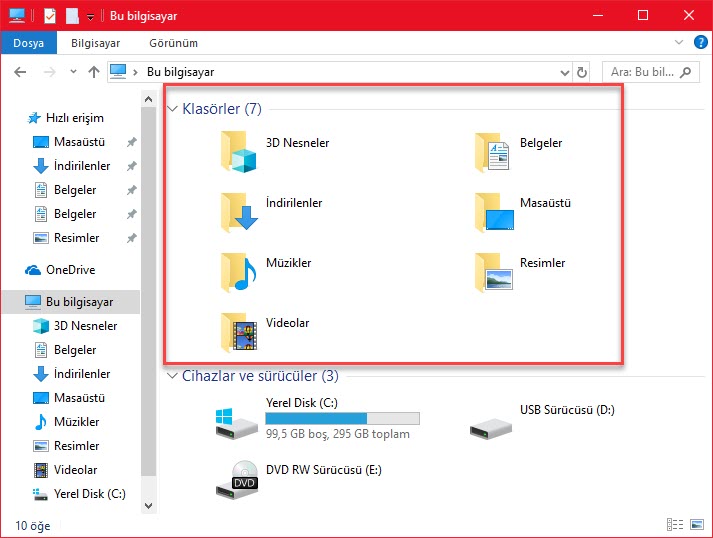 Bu bilgisayar
Dosya Bilgisayar Görünüm
Bu bilgisayar Ara: Bu bil...
Hızlı erişim
Masaüstü
İndirilenler
Belgeler
Belgeler
Resimler
OneDrive
Bu bilgisayar
3D Nesneler
Belgeler
İndirilenler
Masaüstü
Müzikler
Resimler
Videolar
Yerel Disk (C:)
Klasörler (7)
3D Nesneler Belgeler
İndirilenler Masaüstü
Müzikler Resimler
Videolar
Cihazlar ve sürücüler (3)
Yerel Disk (C:) USB Sürücüsü (D:)
99,5 GB boş, 295 GB toplam
DVD RW Sürücüsü (E:)
DVD
10 öğe